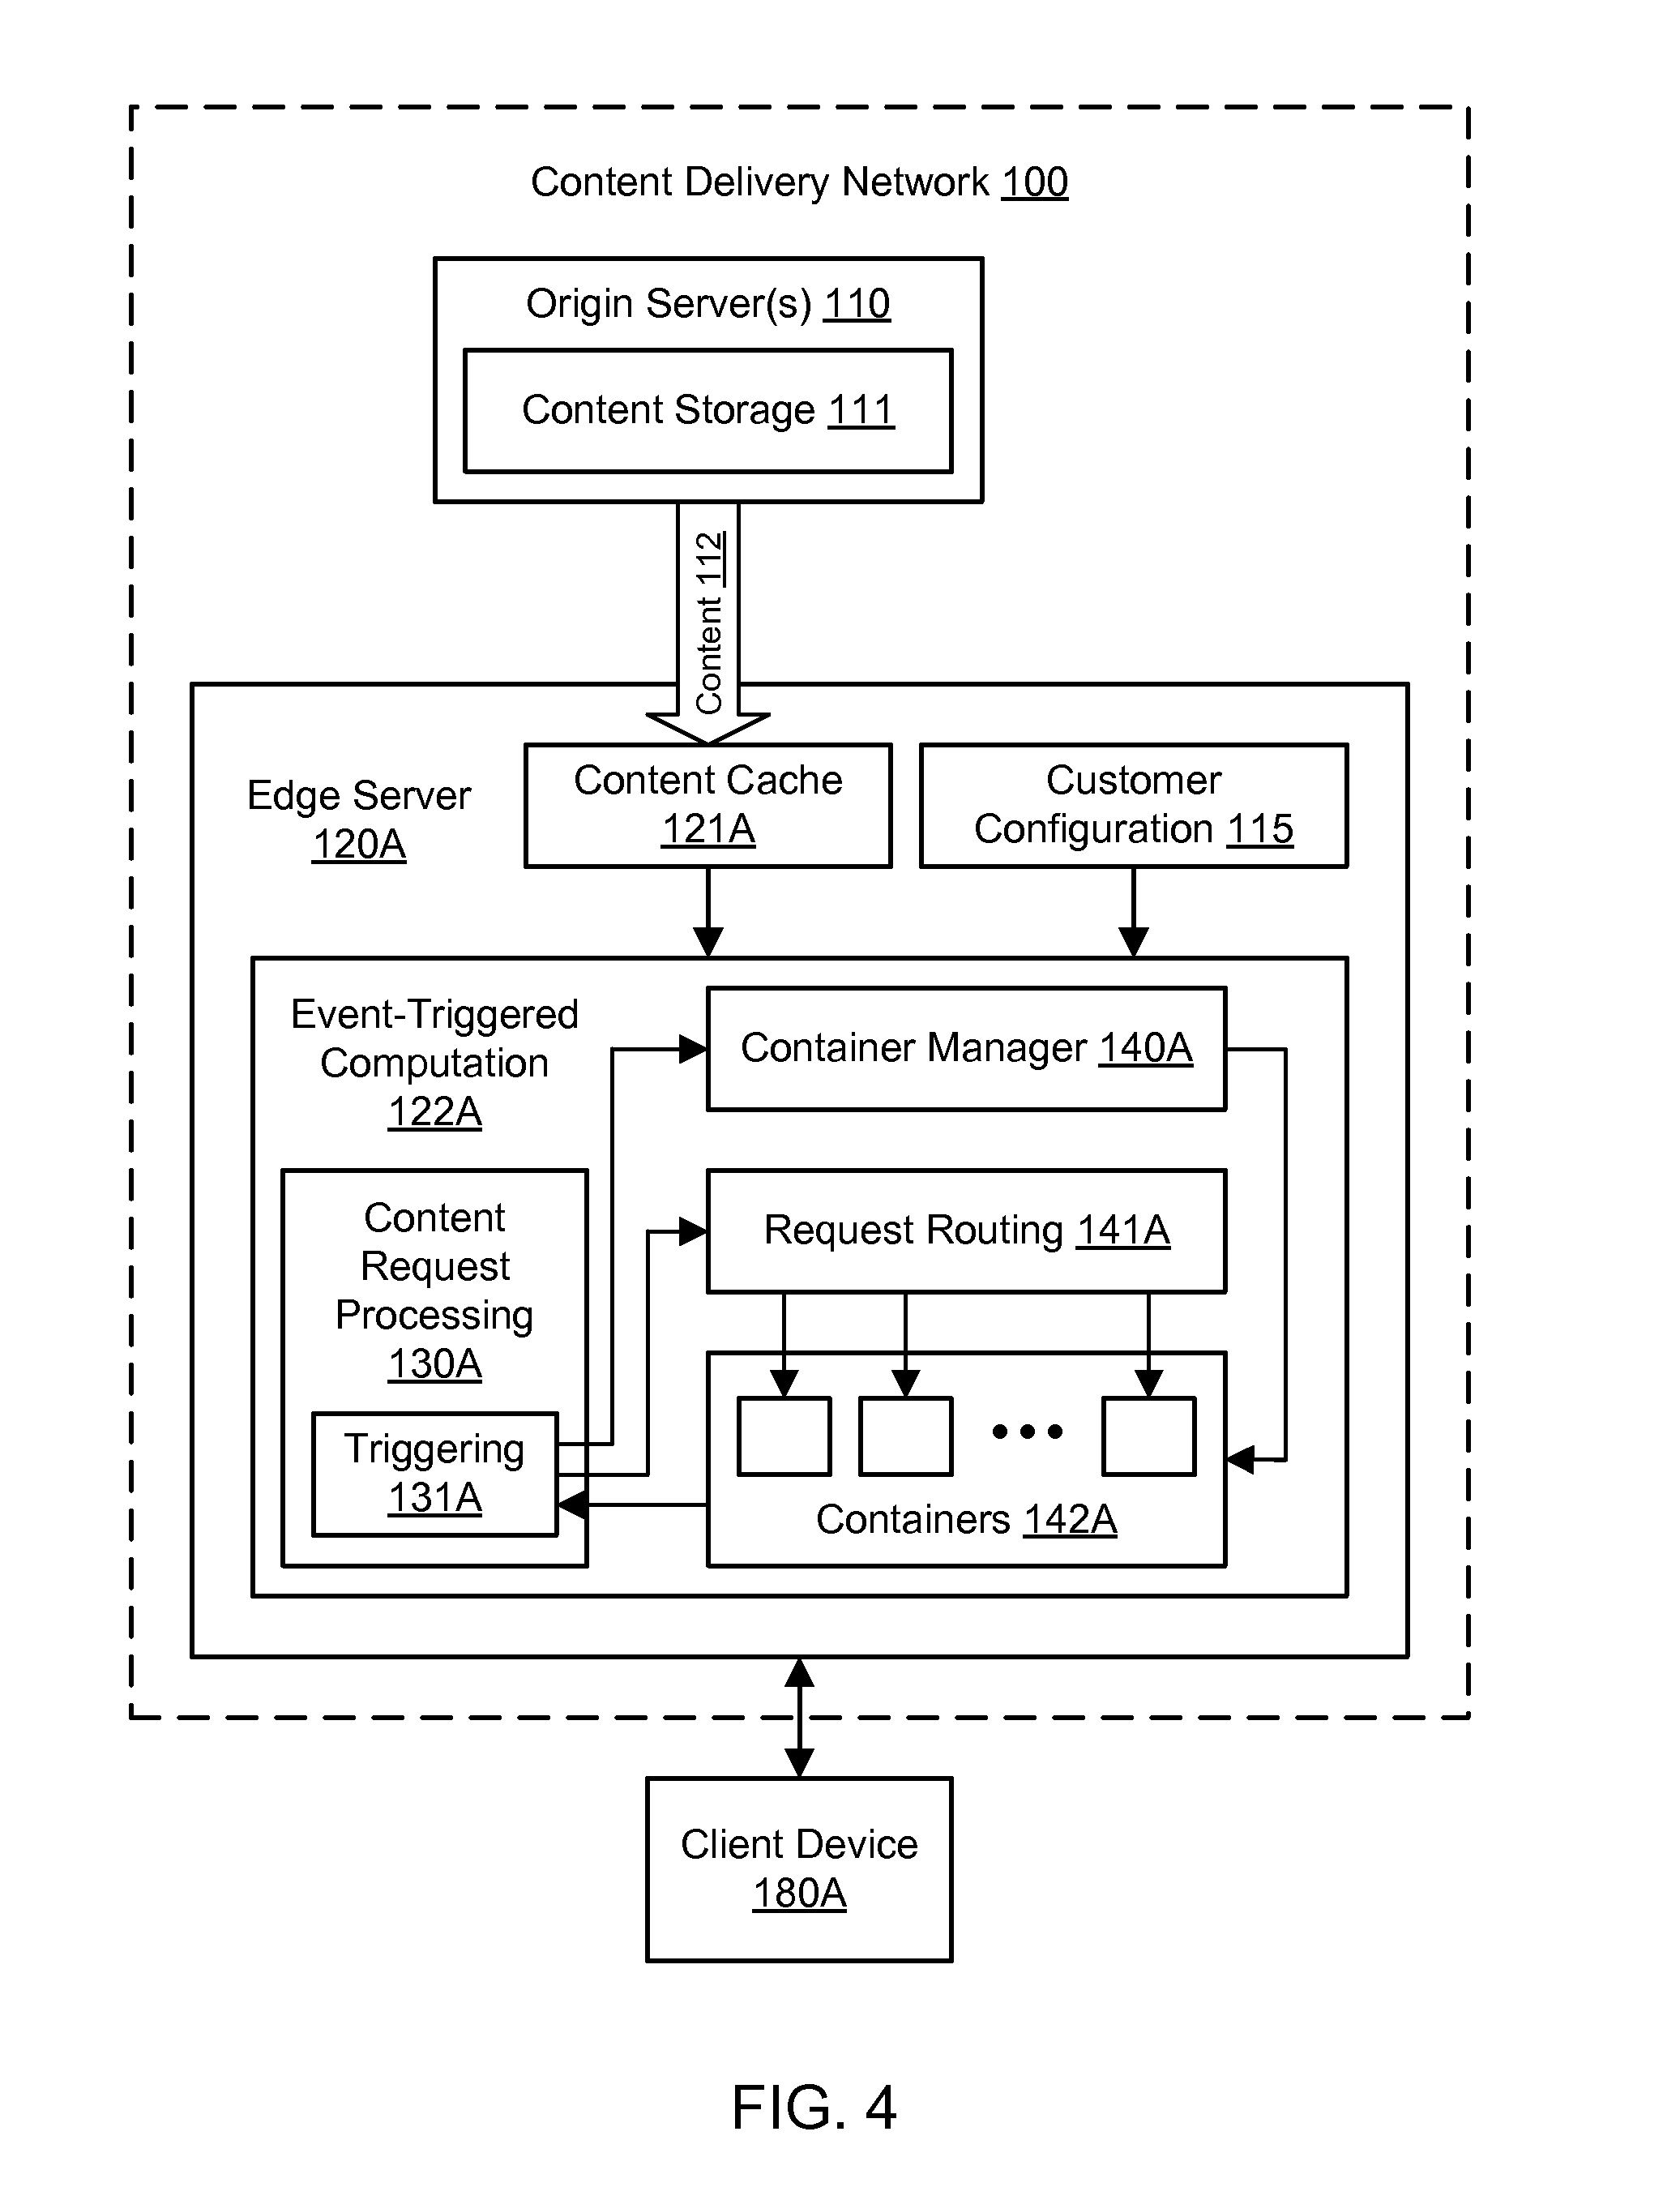 Content Delivery Network 100
Origin Server(s) 110
Content Storage 111
Content 112
Edge Server
120A
Content Cache
121A
Customer
Configuration 115
Event-Triggered
Computation
122A
Container Manager 140A
Content
Request
Processing
130A
Request Routing 141A
Triggering
131A
Containers 142A
Client Device
180A
FIG. 4